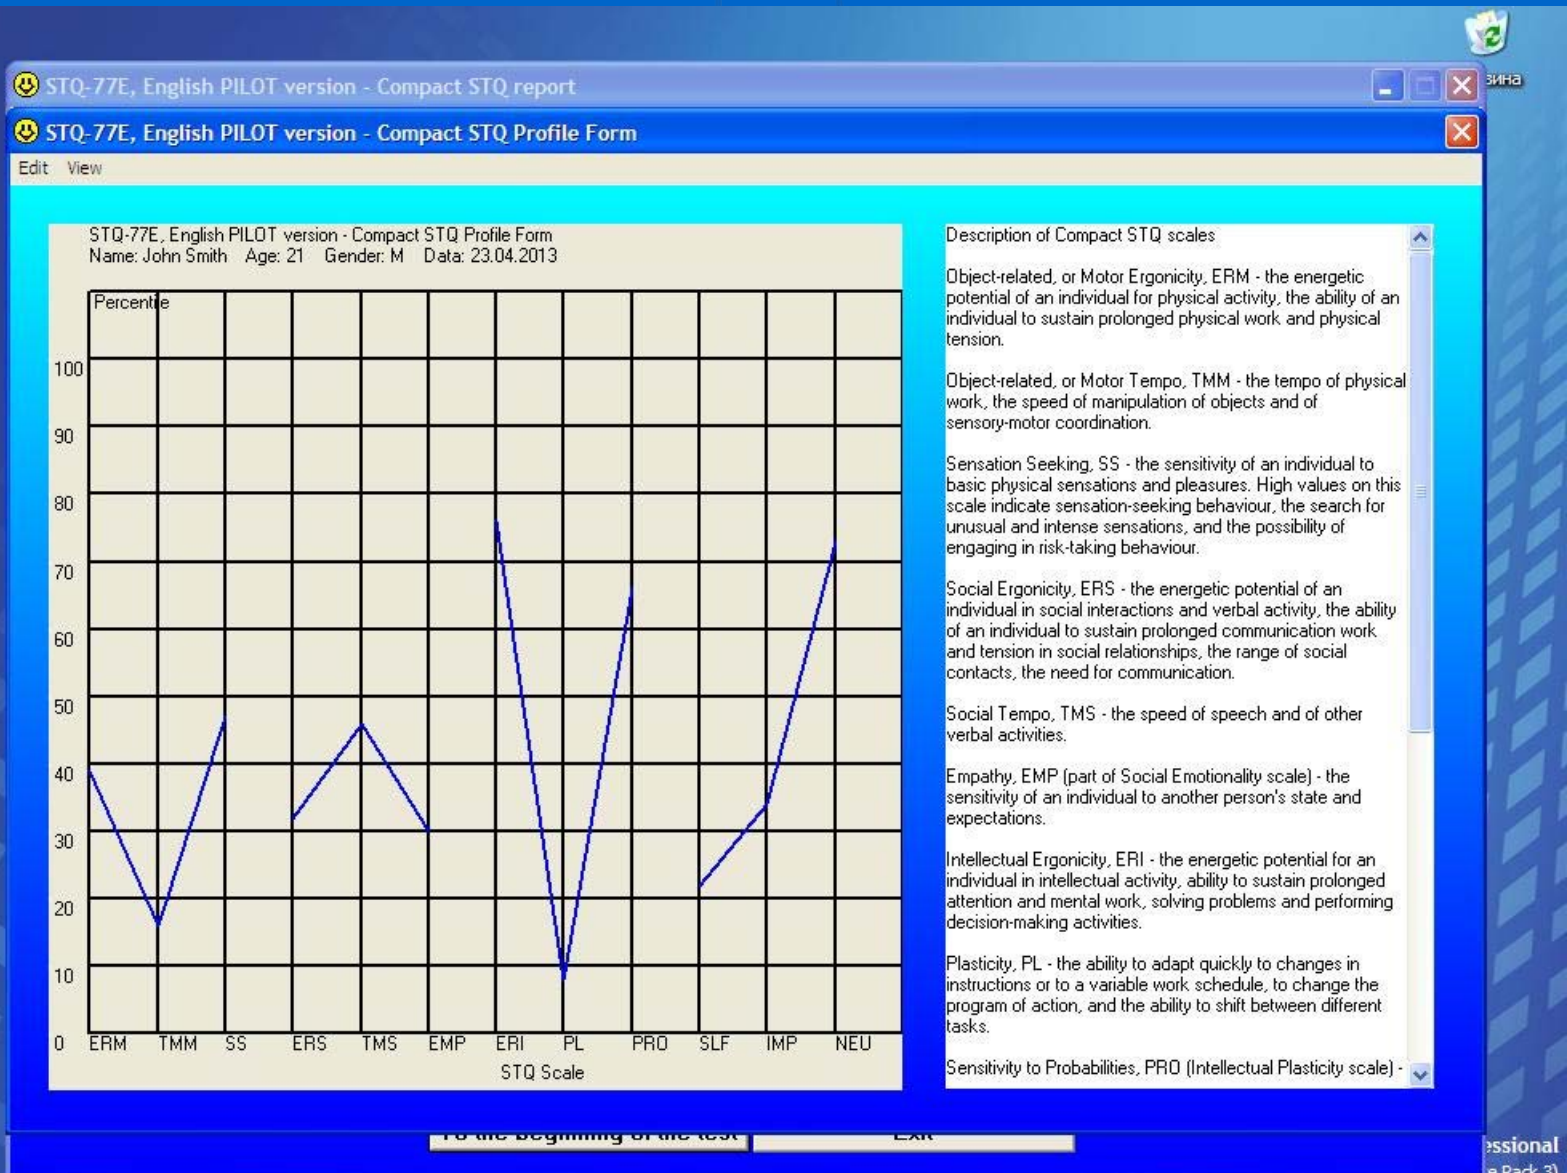 зина
STQ-77E, English PILOT version - Compact STQ report
STQ-77E, English PILOT version - Compact STQ Profile Form
Edit View
STQ-77E, English PILOT version - Compact STQ Profile Form
Name: John Smith Age: 21 Gender: M Data: 23.04.2013
Percentile
100
90
80
70
60
50
40
30
20
10
0
ERM TMM SS ERS TMS EMP ERI PL PRO SLF IMP NEU
STQ Scale
Description of Compact STQ scales
Object-related, or Motor Ergonicity, ERM - the energetic
potential of an individual for physical activity, the ability of an
individual to sustain prolonged physical work and physical
tension.
Object-related, or Motor Tempo, TMM - the tempo of physical
work, the speed of manipulation of objects and of
sensory-motor coordination.
Sensation Seeking, SS - the sensitivity of an individual to
basic physical sensations and pleasures. High values on this
scale indicate sensation-seeking behaviour, the search for
unusual and intense sensations, and the possibility of
engaging in risk-taking behaviour.
Social Ergonicity, ERS - the energetic potential of an
individual in social interactions and verbal activity, the ability
of an individual to sustain prolonged communication work
and tension in social relationships, the range of social
contacts, the need for communication.
Social Tempo, TMS - the speed of speech and of other
verbal activities.
Empathy, EMP (part of Social Emotionality scale) - the
sensitivity of an individual to another person's state and
expectations.
Intellectual Ergonicity, ERI - the energetic potential for an
individual in intellectual activity, ability to sustain prolonged
attention and mental work, solving problems and performing
decision-making activities.
Plasticity, PL - the ability to adapt quickly to changes in
instructions or to a variable work schedule, to change the
program of action, and the ability to shift between different
tasks.
Sensitivity to Probabilities, PRO (Intellectual Plasticity scale) -
To the beginning of the test
Exit
essional
e Pack 3)